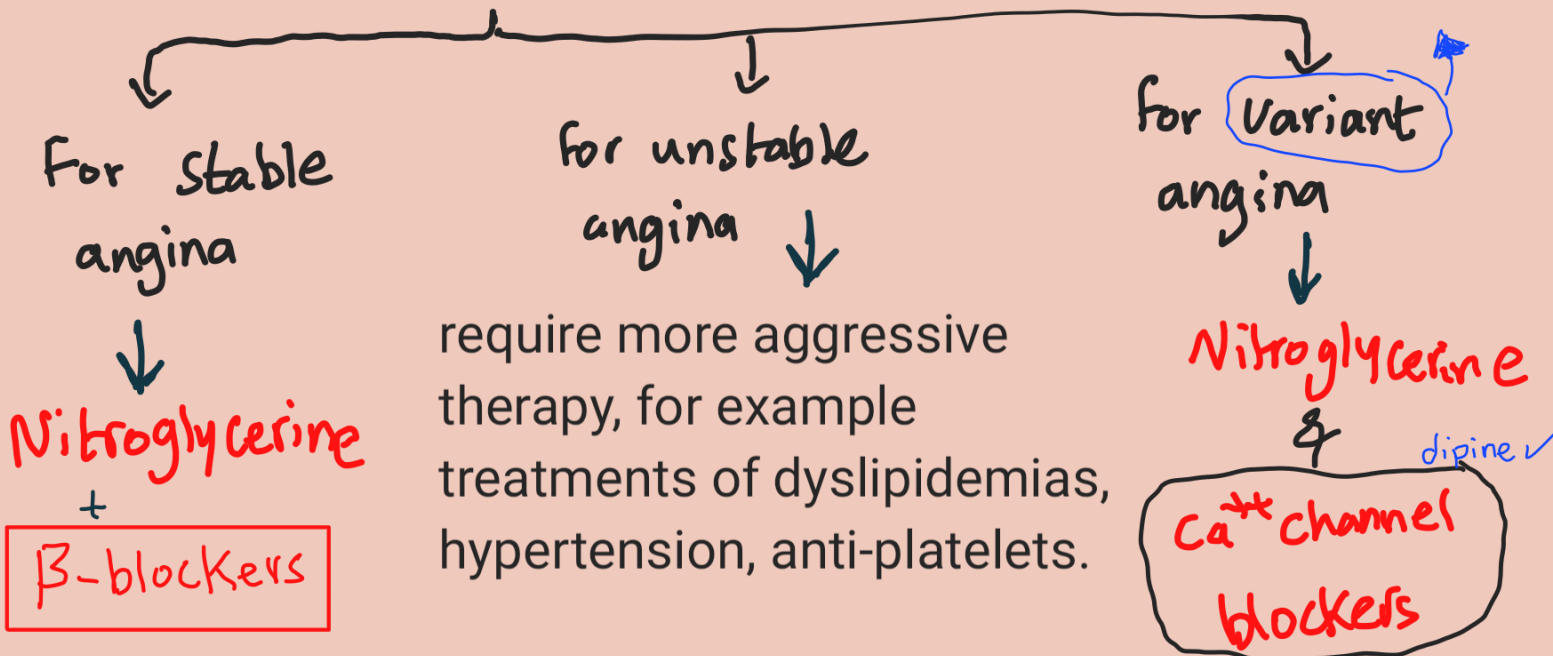 For stable
angina
Nitroglycerine
+
β-blockers
for unstable
angina
require more aggressive
therapy, for example
treatments of dyslipidemias,
hypertension, anti-platelets.
for variant
angina
Nitroglycerine
&
dipine ✓
Ca⁺⁺ channel
blockers